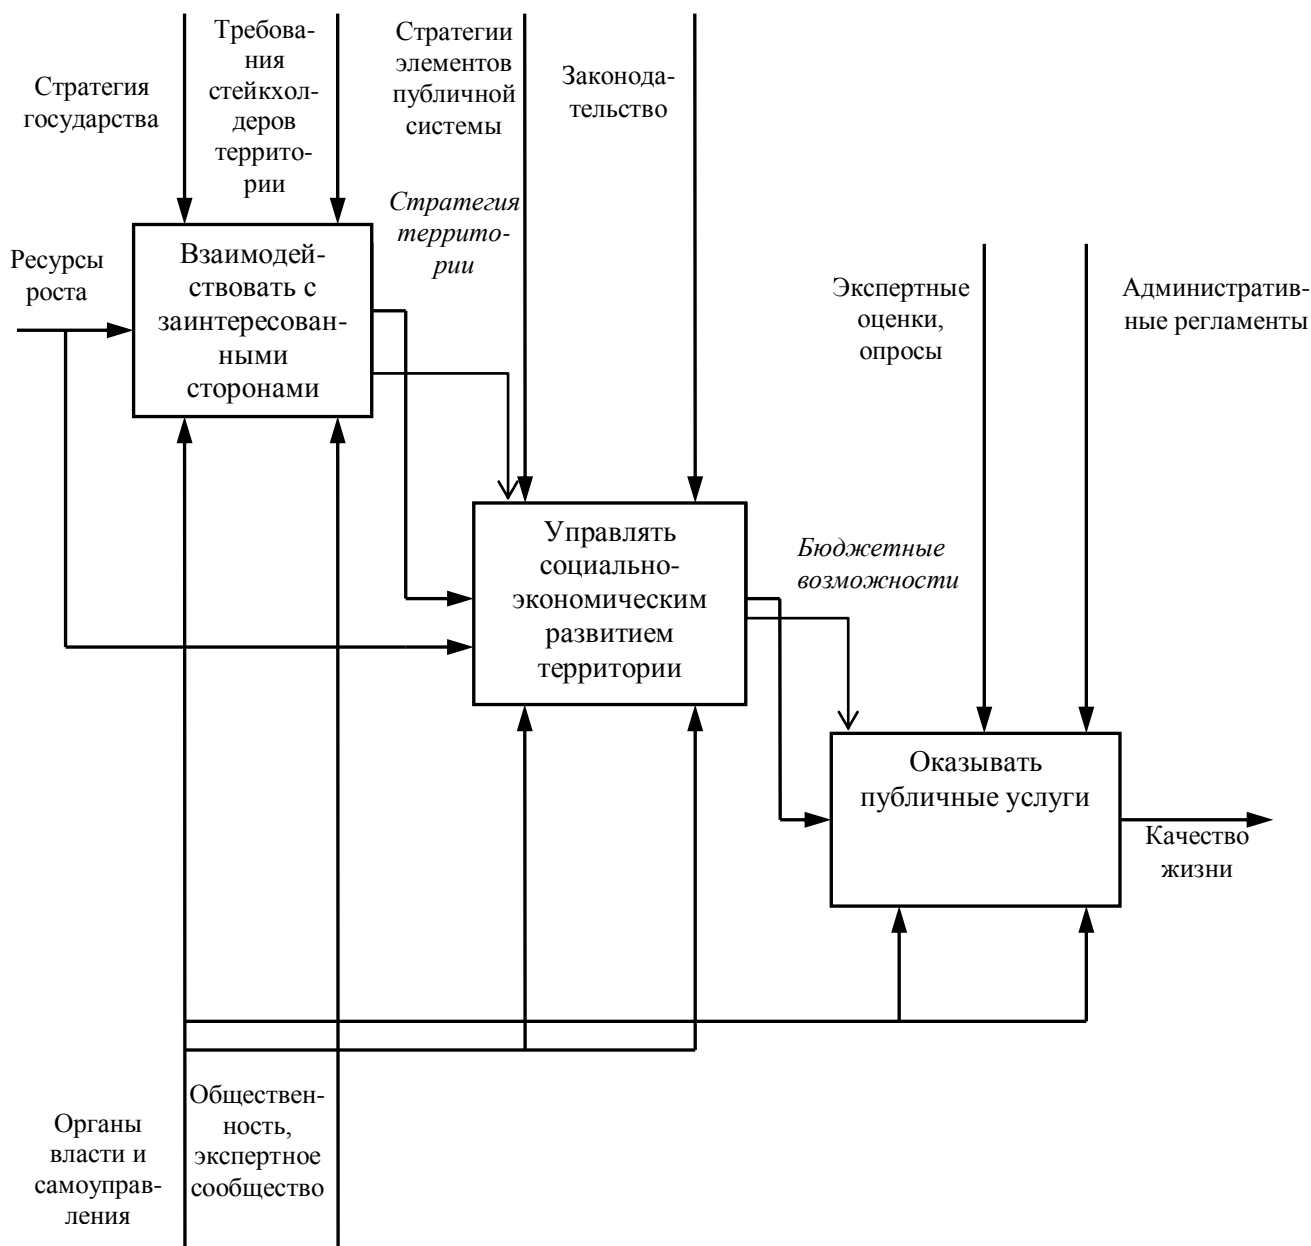 Стратегия
государства
Требова-
ния
стейкхол-
деров
террито-
рии
Стратегии
элементов
публичной
системы
Законода-
тельство
Стратегия
террито-
рии
Ресурсы
роста
Взаимодей-
ствовать с
заинтересован-
ными
сторонами
Экспертные
оценки,
опросы
Административ-
ные регламенты
Управлять
социально-
экономическим
развитием
территории
Бюджетные
возможности
Оказывать
публичные услуги
Качество
жизни
Органы
власти и
самоуправ-
ления
Обществен-
ность,
экспертное
сообщество